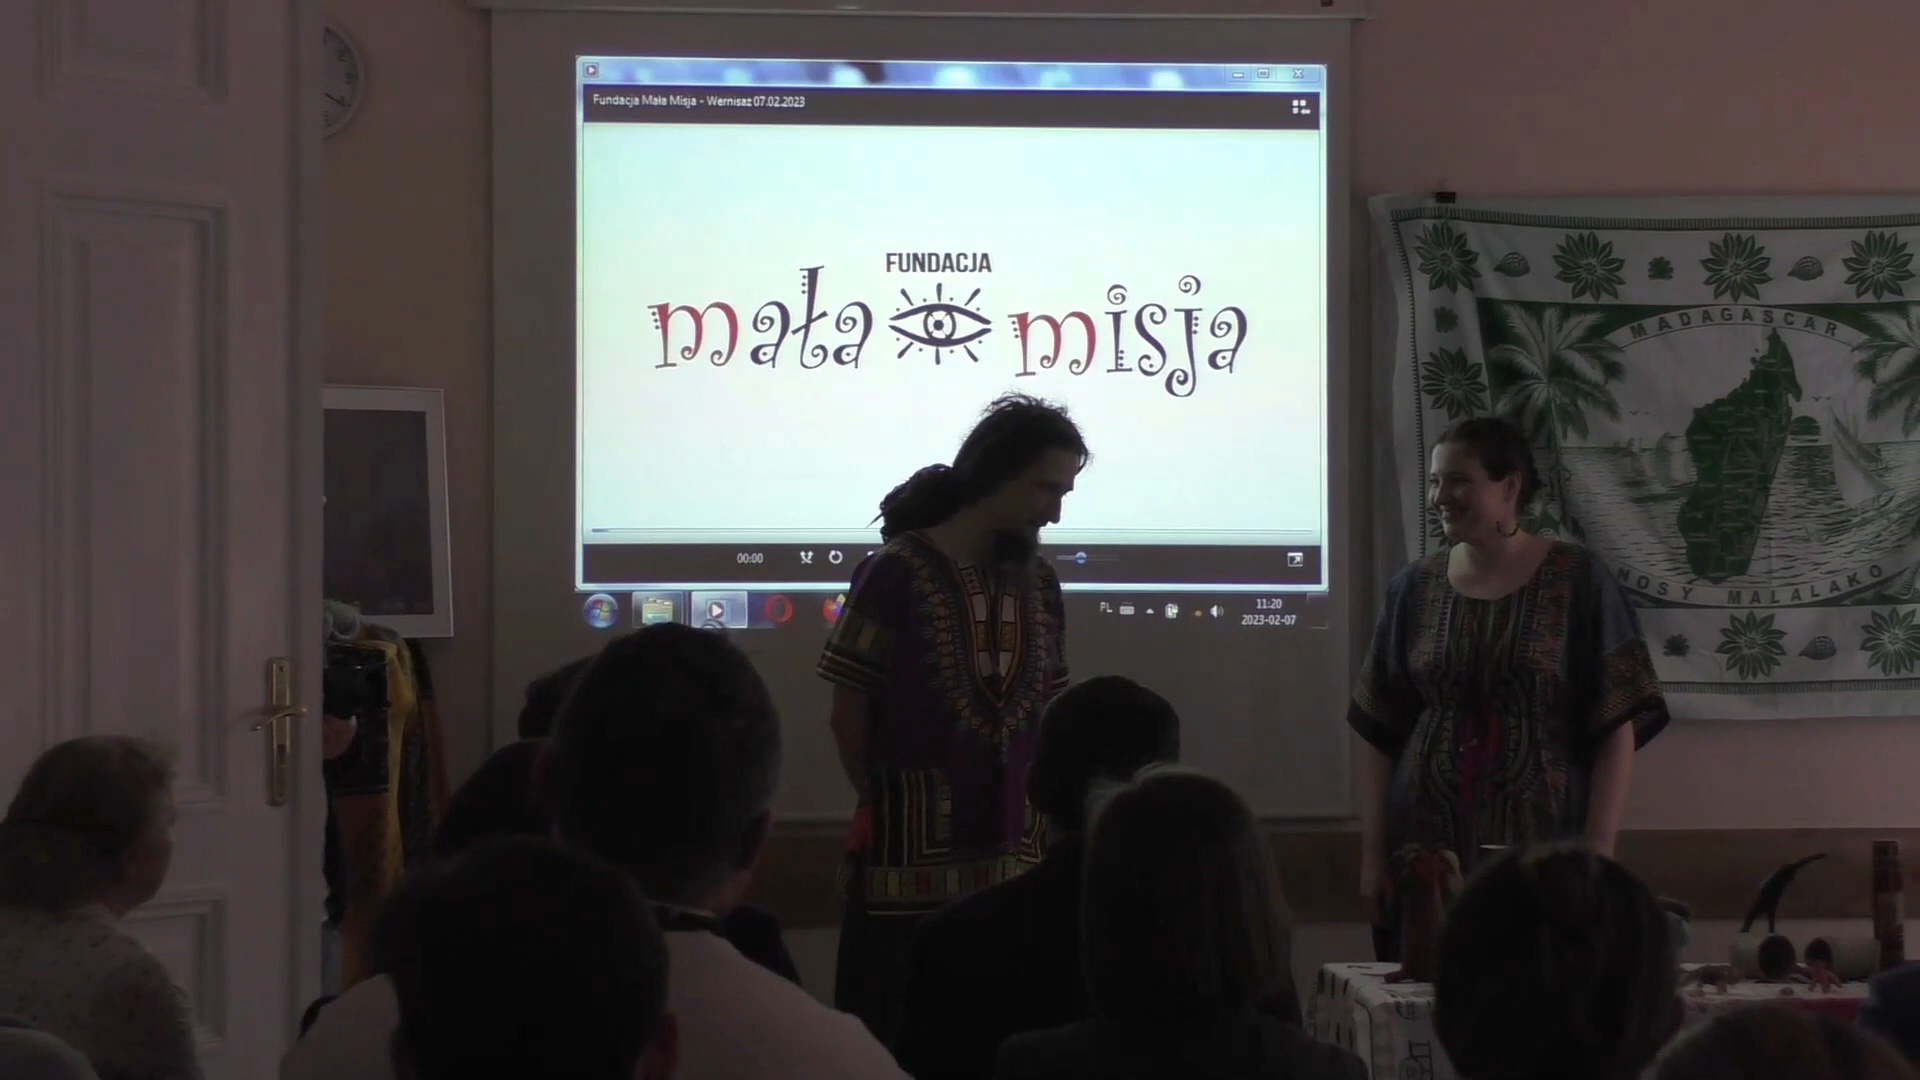 Fundacja Mała Misja - Wernisaż 07.02.2023
FUNDACJA
mała misja
00:00
PL
11:20
2023-02-07
MADAGASCAR
NOSY MALALAKO